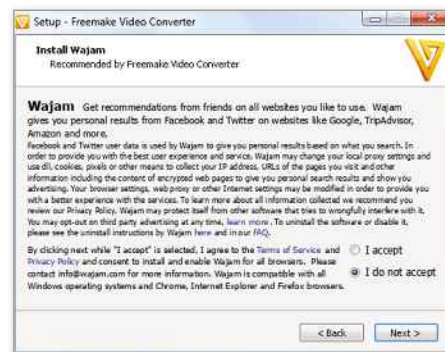 Setup - Freemake Video Converter
Install Wajam
Recommended by Freemake Video Converter
Wajam Get recommendations from friends on all websites you like to use. Wajam
gives you personal results from Facebook and Twitter on websites like Google, TripAdvisor,
Amazon and more.
Facebook and Twitter user data is used by Wajam to give you personal results based on what you search. In
order to provide you with the best user experience and service, Wajam may change your local proxy settings and
use dll, cookies, pixels or other means to collect your IP address, URLs of the pages you visit and other
information including the content of encrypted web pages to give you personal search results and show you
advertising. Your browser settings, web proxy or other Internet settings may be modified in order to provide you
with a better experience with the services. To learn more about all information collected we recommend you
review our Privacy Policy. Wajam may protect itself from other software that tries to wrongfully interfere with it.
You may opt-out on third party advertising at any time, learn more. To uninstall the software or disable it,
please see the uninstall instructions by Wajam here and in our FAQ.
By clicking next while "I accept" is selected, I agree to the Terms of Service and
Privacy Policy and consent to install and enable Wajam for all browsers. Please
contact info@wajam.com for more information. Wajam is compatible with all
Windows operating systems and Chrome, Internet Explorer and Firefox browsers.
I accept
I do not accept
< Back
Next >